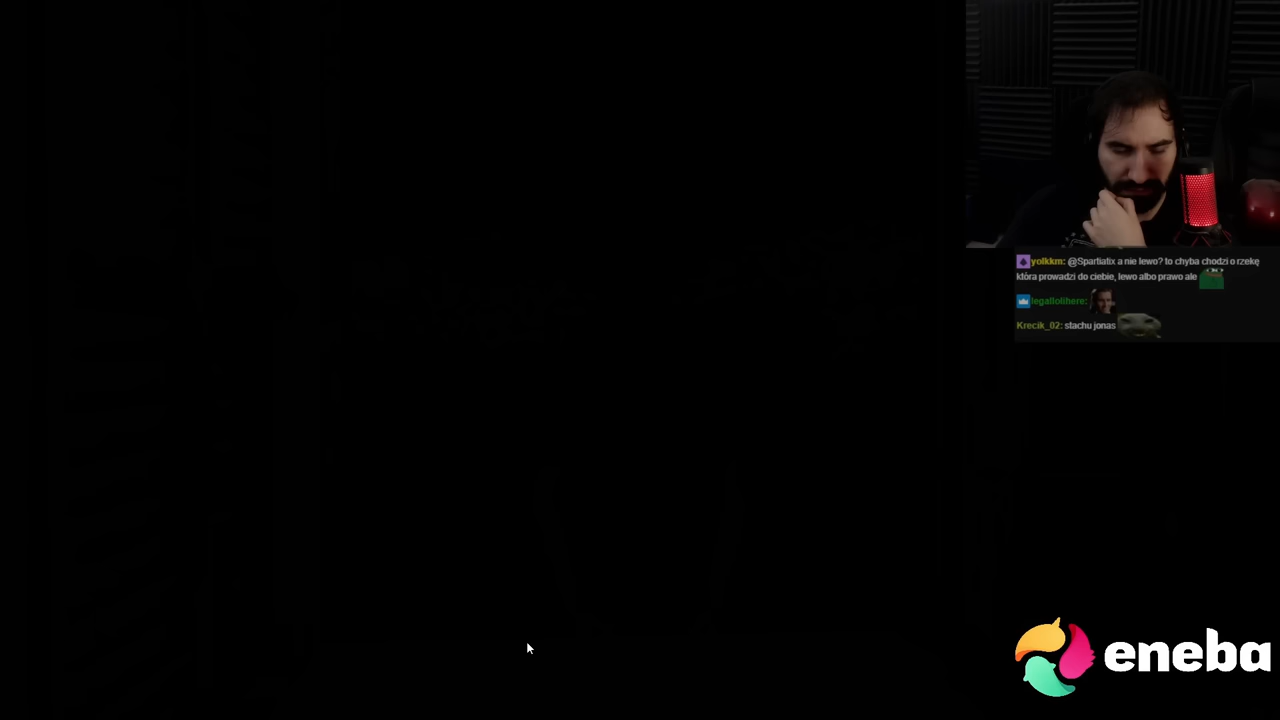 yolkkm: @Spartiatix a nie lewo? to chyba chodzi o rzekę
która prowadzi do ciebie, lewo albo prawo ale
legallolihere:
Krecik_02: stachu jonas
eneba